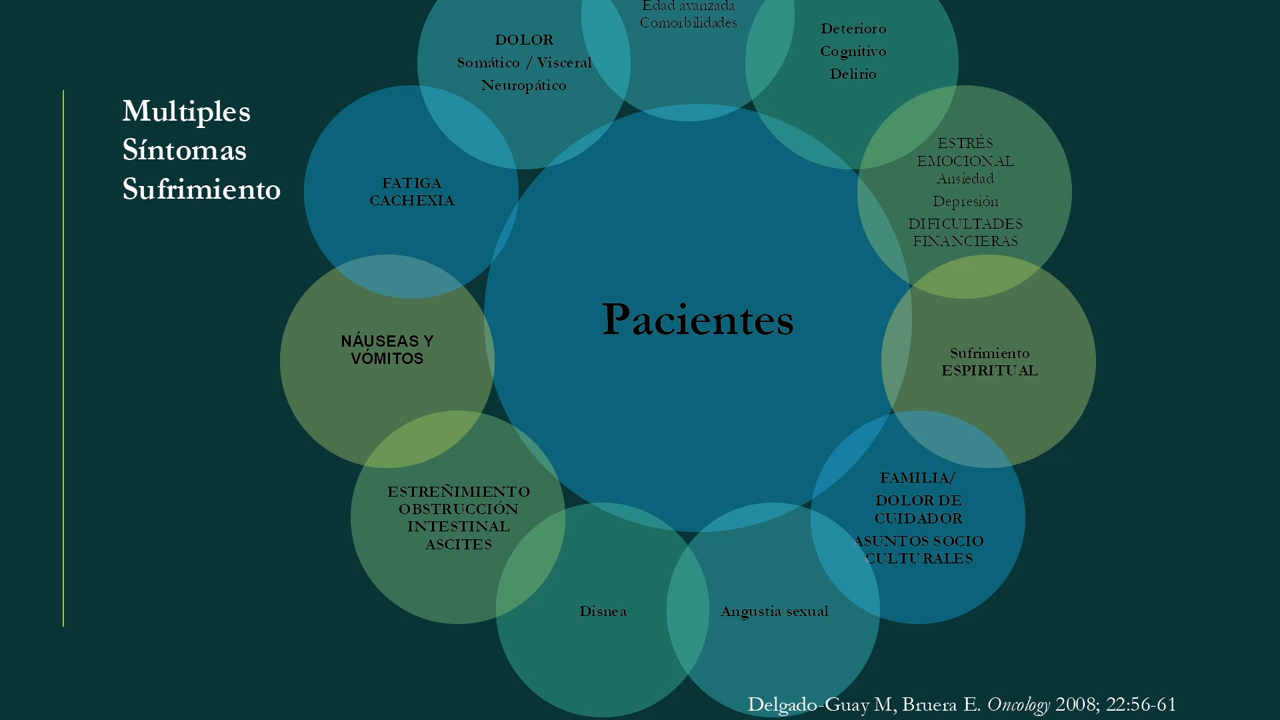 Multiples
Síntomas
Sufrimiento
Edad avanzada
Comorbilidades
Deterioro
Cognitivo
Delirio
ESTRÉS
EMOCIONAL
Ansiedad
Depresión
DIFICULTADES
FINANCIERAS
Sufrimiento
ESPIRITUAL
FAMILIA/
DOLOR DE
CUIDADOR
ASUNTOS SOCIO
CULTURALES
Angustia sexual
Disnea
ESTREÑIMIENTO
OBSTRUCCIÓN
INTESTINAL
ASCITES
NÁUSEAS Y
VÓMITOS
FATIGA
CACHEXIA
DOLOR
Somático / Visceral
Neuropático
Pacientes
Delgado-Guay M, Bruera E. Oncology 2008; 22:56-61